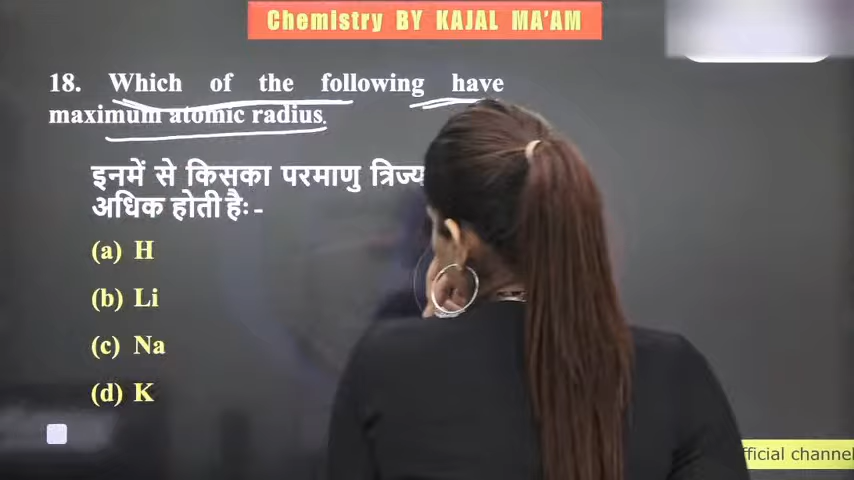 Chemistry BY KAJAL MA'AM
18. Which of the following have
maximum atomic radius.
इनमें से किसका परमाणु
अधिक होती हैः-
(a) H
(b) Li
(c) Na
(d) K
channel